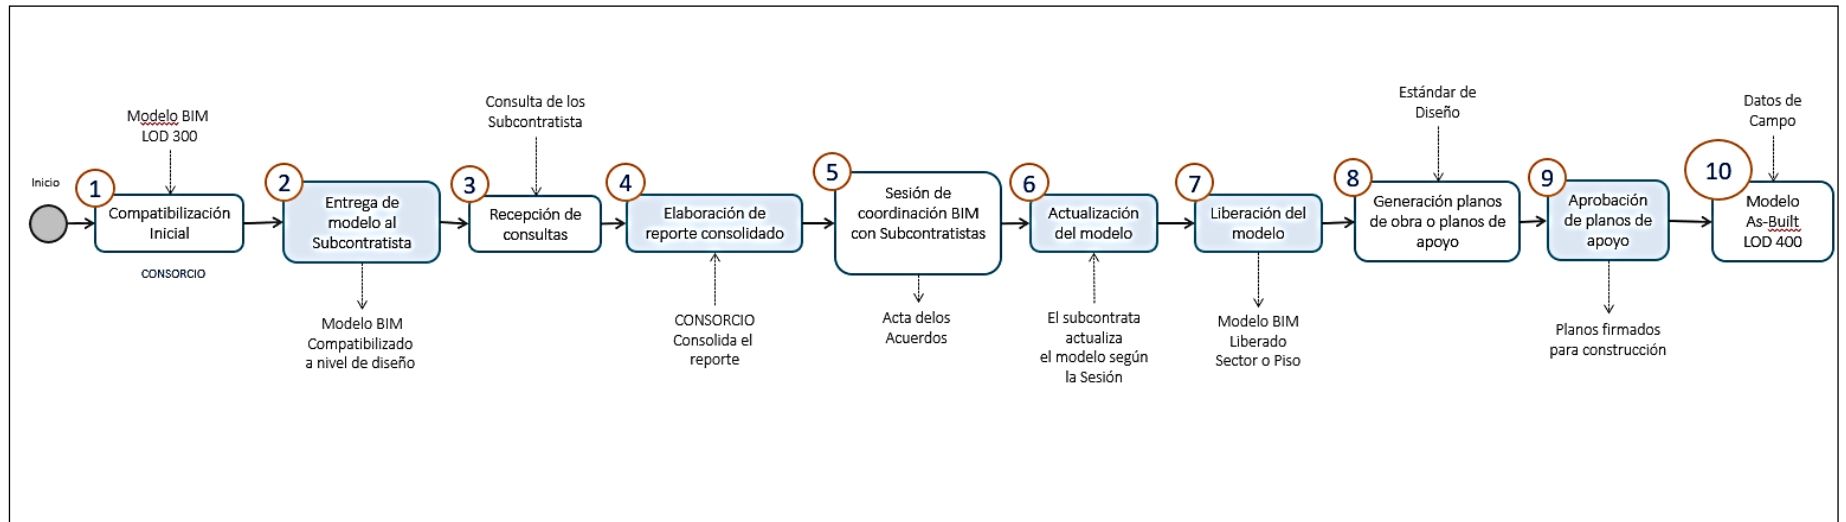 Inicio
Modelo BIM
LOD 300
1
Compatibilización
Inicial
CONSORCIO
2
Entrega de
modelo al
Subcontratista
Modelo BIM
Compatibilizado
a nivel de diseño
Consulta de los
Subcontratista
3
Recepción de
consultas
4
Elaboración de
reporte consolidado
CONSORCIO
Consolida el
reporte
5
Sesión de
coordinación BIM
con Subcontratistas
Acta delos
Acuerdos
6
Actualización
del modelo
El subcontrata
actualiza
el modelo según
la Sesión
7
Liberación del
modelo
Modelo BIM
Liberado
Sector o Piso
Estándar de
Diseño
8
Generación planos
de obra o planos de
apoyo
9
Aprobación
de planos de
apoyo
Planos firmados
para construcción
Datos de
Campo
10
Modelo
As-Built
LOD 400